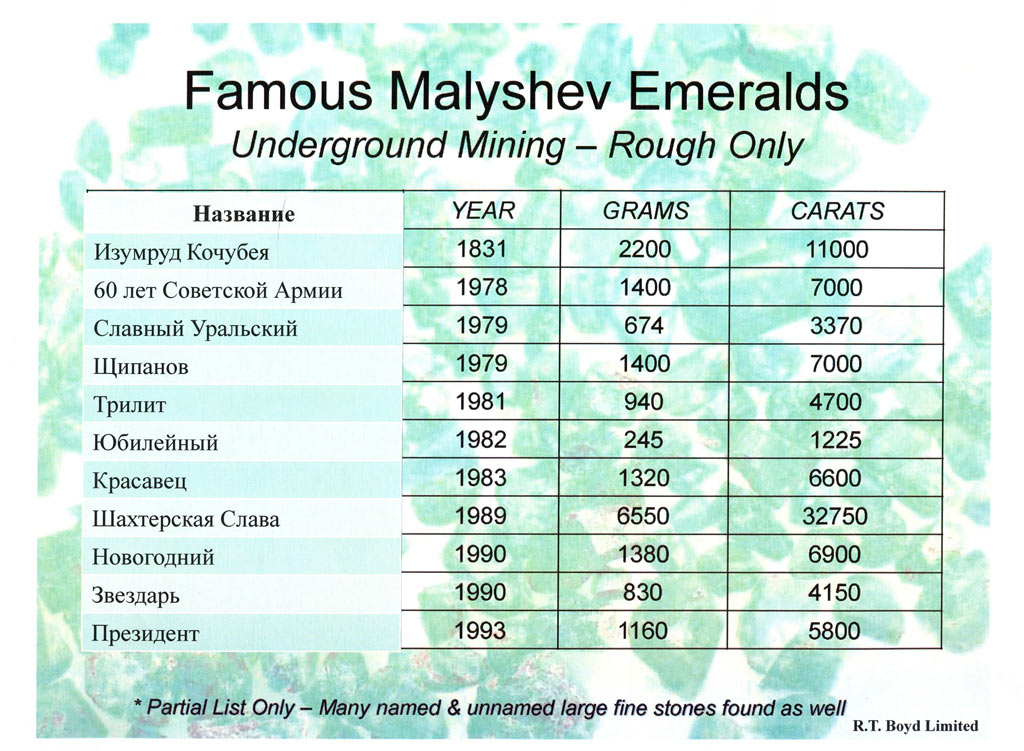 Famous Malyshev Emeralds
Underground Mining – Rough Only
Название YEAR GRAMS CARATS
Изумруд Кочубея 1831 2200 11000
60 лет Советской Армии 1978 1400 7000
Славный Уральский 1979 674 3370
Щипанов 1979 1400 7000
Трилит 1981 940 4700
Юбилейный 1982 245 1225
Красавец 1983 1320 6600
Шахтерская Слава 1989 6550 32750
Новогодний 1990 1380 6900
Звездарь 1990 830 4150
Президент 1993 1160 5800
* Partial List Only – Many named & unnamed large fine stones found as well
R.T. Boyd Limited